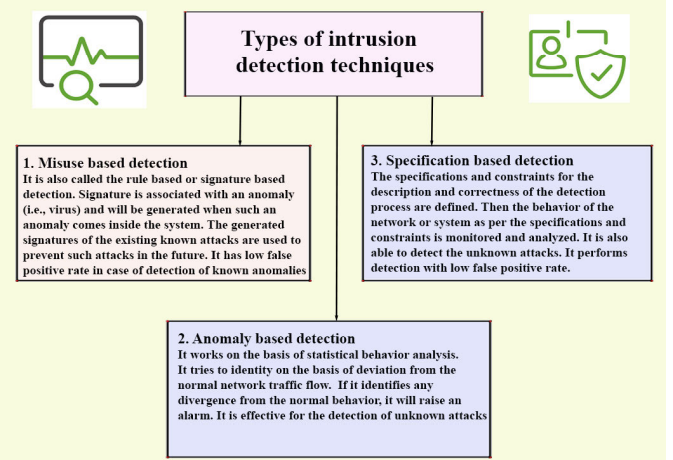 Types of intrusion
detection techniques
1. Misuse based detection
It is also called the rule based or signature based
detection. Signature is associated with an anomaly
(i.e., virus) and will be generated when such an
anomaly comes inside the system. The generated
signatures of the existing known attacks are used to
prevent such attacks in the future. It has low false
positive rate in case of detection of known anomalies
3. Specification based detection
The specifications and constraints for the
description and correctness of the detection
process are defined. Then the behavior of the
network or system as per the specifications and
constraints is monitored and analyzed. It is also
able to detect the unknown attacks. It performs
detection with low false positive rate.
2. Anomaly based detection
It works on the basis of statistical behavior analysis.
It tries to identity on the basis of deviation from the
normal network traffic flow. If it identifies any
divergence from the normal behavior, it will raise an
alarm. It is effective for the detection of unknown attacks